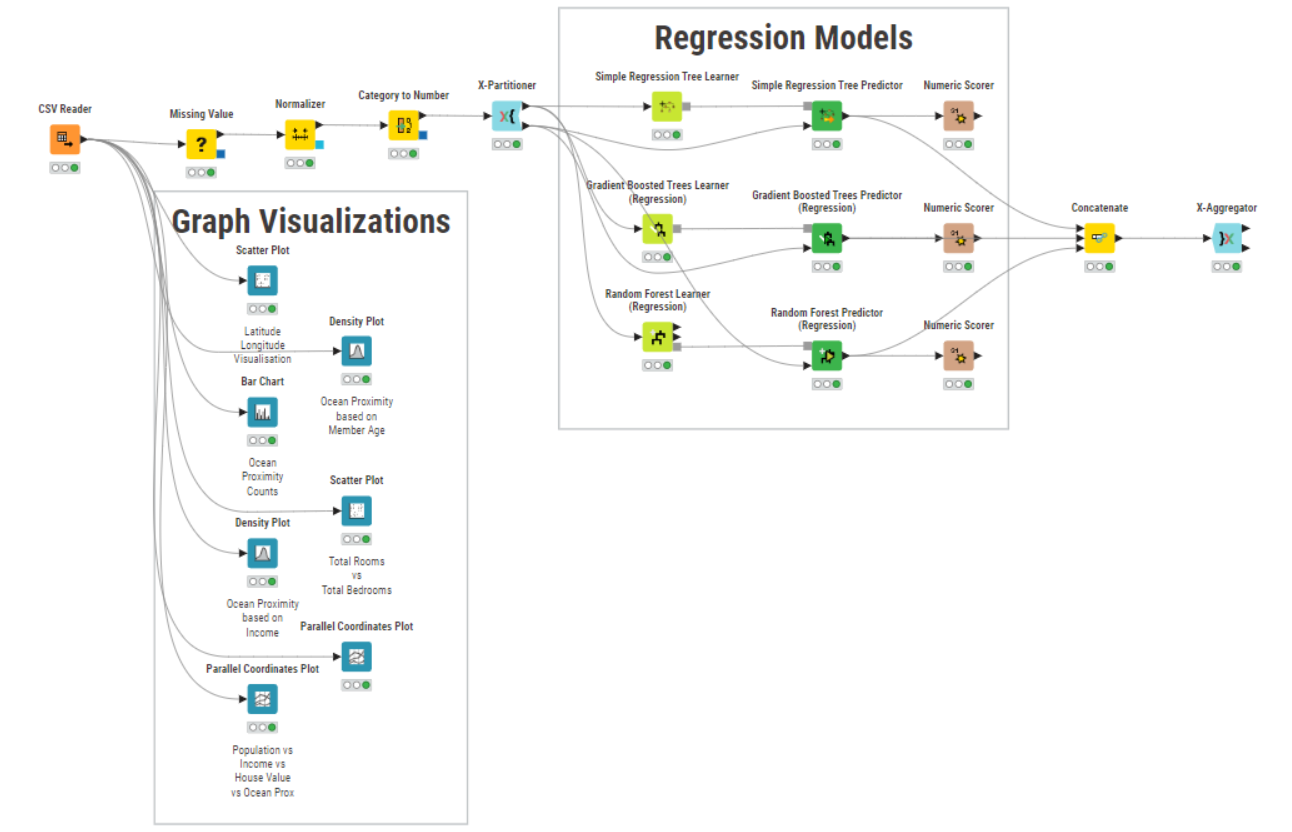 Regression Models
CSV Reader
Missing Value
Normalizer
Category to Number
X-Partitioner
Simple Regression Tree Learner
Simple Regression Tree Predictor
Numeric Scorer
Gradient Boosted Trees Learner
(Regression)
Gradient Boosted Trees Predictor
(Regression)
Numeric Scorer
Random Forest Learner
(Regression)
Random Forest Predictor
(Regression)
Numeric Scorer
Concatenate
X-Aggregator
Graph Visualizations
Scatter Plot
Latitude
Longitude
Visualisation
Density Plot
Ocean Proximity
based on
Member Age
Bar Chart
Ocean
Proximity
Counts
Scatter Plot
Total Rooms
vs
Total Bedrooms
Density Plot
Ocean Proximity
based on
Income
Parallel Coordinates Plot
Parallel Coordinates Plot
Population vs
Income vs
House Value
vs Ocean Prox